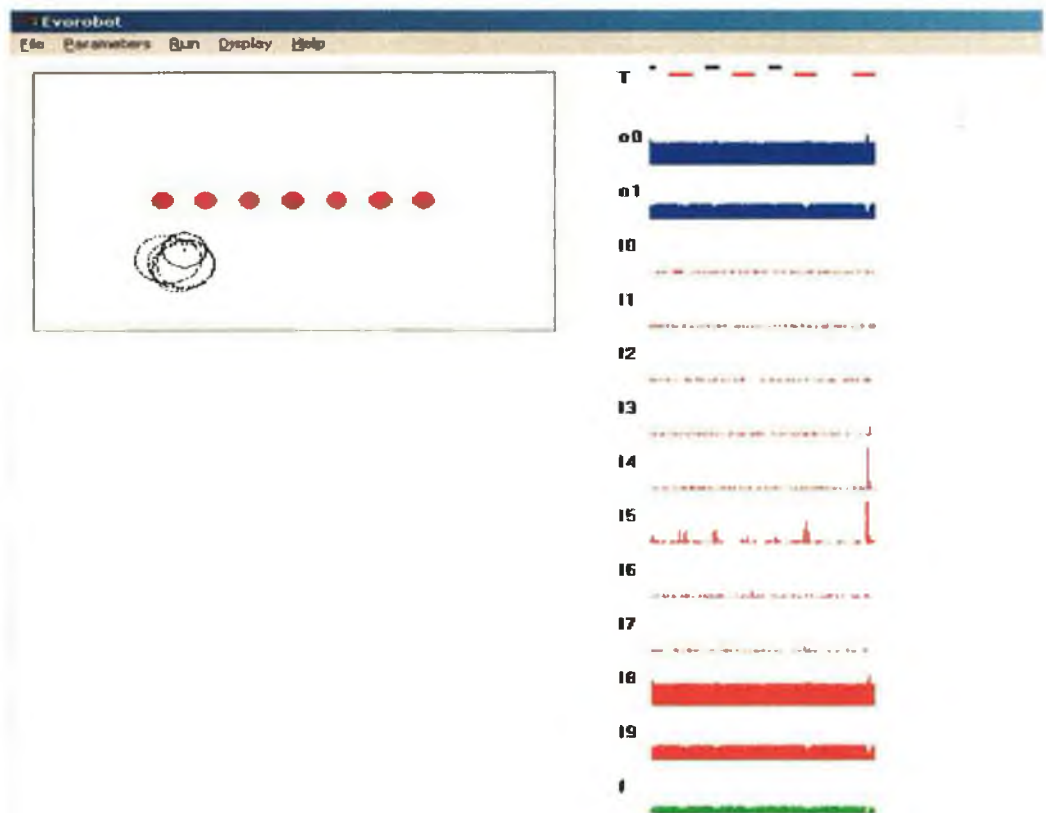 Evorobot
File Parameters Run Display Help
T
o0
o1
I0
I1
I2
I3
I4
I5
I6
I7
I8
I9
I